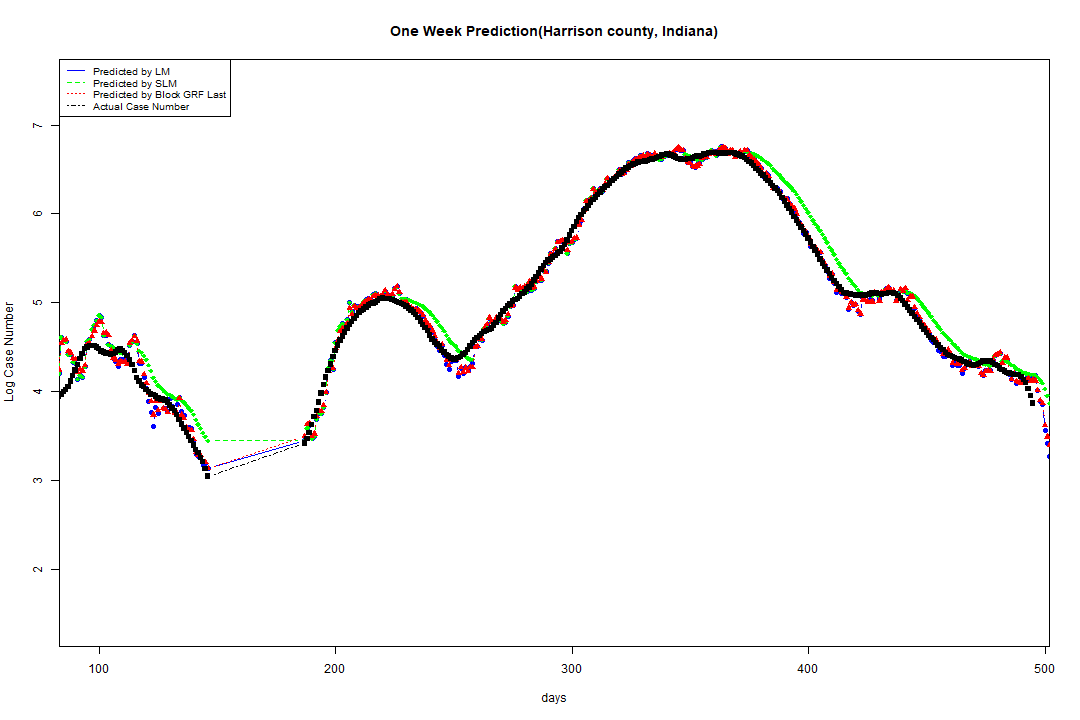 One Week Prediction(Harrison county, Indiana)
Predicted by LM
Predicted by SLM
Predicted by Block GRF Last
Actual Case Number
7
6
5
4
3
2
Log Case Number
100 200 300 400 500
days